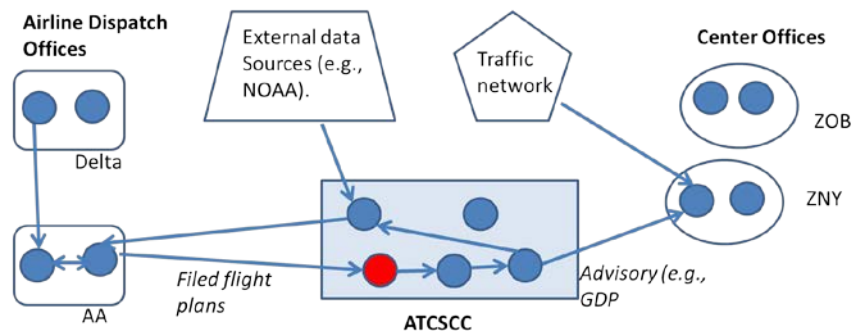 Airline Dispatch
Offices
External data
Sources (e.g.,
NOAA).
Traffic
network
Center Offices
Delta
ZOB
ZNY
Filed flight
plans
Advisory (e.g.,
GDP
AA
ATCSCC